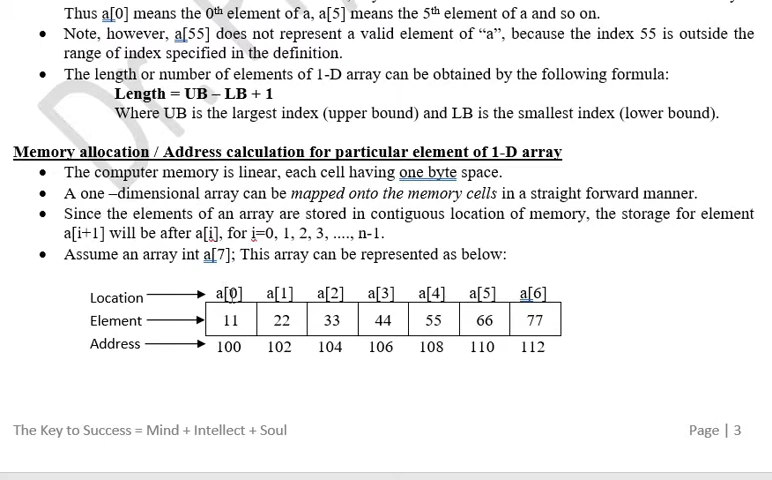 Thus a[0] means the 0th element of a, a[5] means the 5th element of a and so on.
• Note, however, a[55] does not represent a valid element of “a”, because the index 55 is outside the
range of index specified in the definition.
• The length or number of elements of 1-D array can be obtained by the following formula:
Length = UB – LB + 1
Where UB is the largest index (upper bound) and LB is the smallest index (lower bound).
Memory allocation / Address calculation for particular element of 1-D array
• The computer memory is linear, each cell having one byte space.
• A one –dimensional array can be mapped onto the memory cells in a straight forward manner.
• Since the elements of an array are stored in contiguous location of memory, the storage for element
a[i+1] will be after a[i], for i=0, 1, 2, 3, ...., n-1.
• Assume an array int a[7]; This array can be represented as below:
Location a[0] a[1] a[2] a[3] a[4] a[5] a[6]
Element 11 22 33 44 55 66 77
Address 100 102 104 106 108 110 112
The Key to Success = Mind + Intellect + Soul
Page | 3